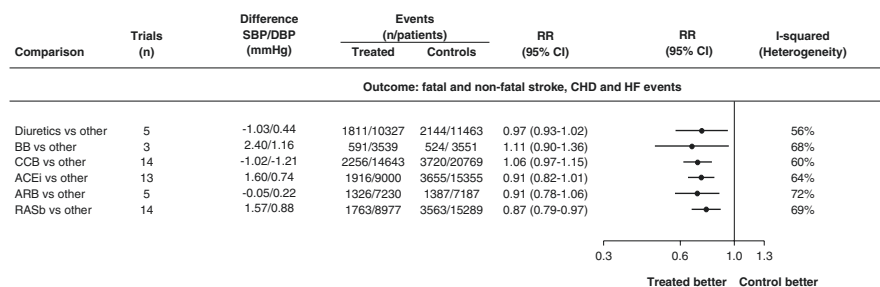 Comparison Trials (n) Difference SBP/DBP (mmHg) Events (n/patients) Treated Controls RR (95% CI) RR (95% CI) I-squared (Heterogeneity)
Outcome: fatal and non-fatal stroke, CHD and HF events
Diuretics vs other 5 -1.03/0.44 1811/10327 2144/11463 0.97 (0.93-1.02) 56%
BB vs other 3 2.40/1.16 591/3539 524/ 3551 1.11 (0.90-1.36) 68%
CCB vs other 14 -1.02/-1.21 2256/14643 3720/20769 1.06 (0.97-1.15) 60%
ACEi vs other 13 1.60/0.74 1916/9000 3655/15355 0.91 (0.82-1.01) 64%
ARB vs other 5 -0.05/0.22 1326/7230 1387/7187 0.91 (0.78-1.06) 72%
RASb vs other 14 1.57/0.88 1763/8977 3563/15289 0.87 (0.79-0.97) 69%
0.3 0.6 1.0 1.3
Treated better Control better